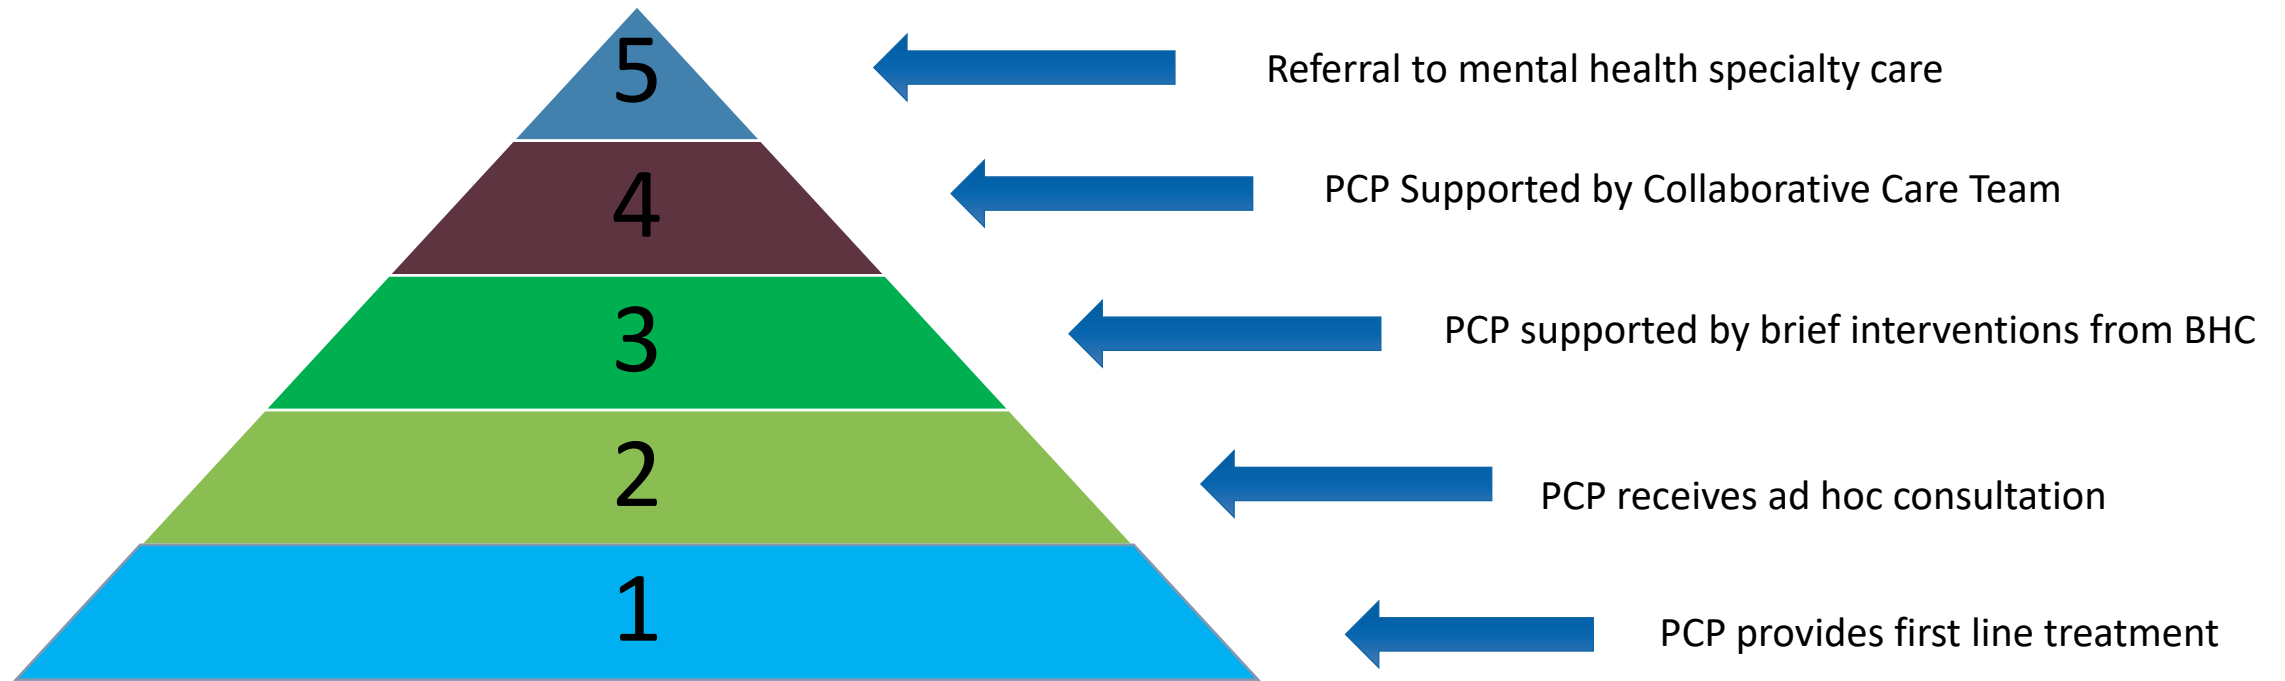 5
Referral to mental health specialty care
4
PCP Supported by Collaborative Care Team
3
PCP supported by brief interventions from BHC
2
PCP receives ad hoc consultation
1
PCP provides first line treatment